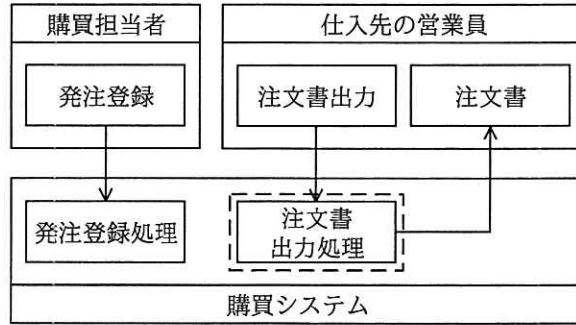 購買担当者
仕入先の営業員
発注登録
注文書出力
注文書
発注登録処理
注文書
出力処理
購買システム